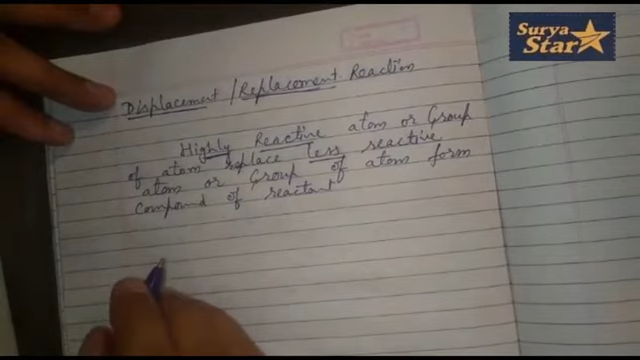 Surya
Star
Displacement / Replacement Reaction
Highly Reactive atom or Group
of atom replace less reactive
atom or Group of atom form
Compound of reactant